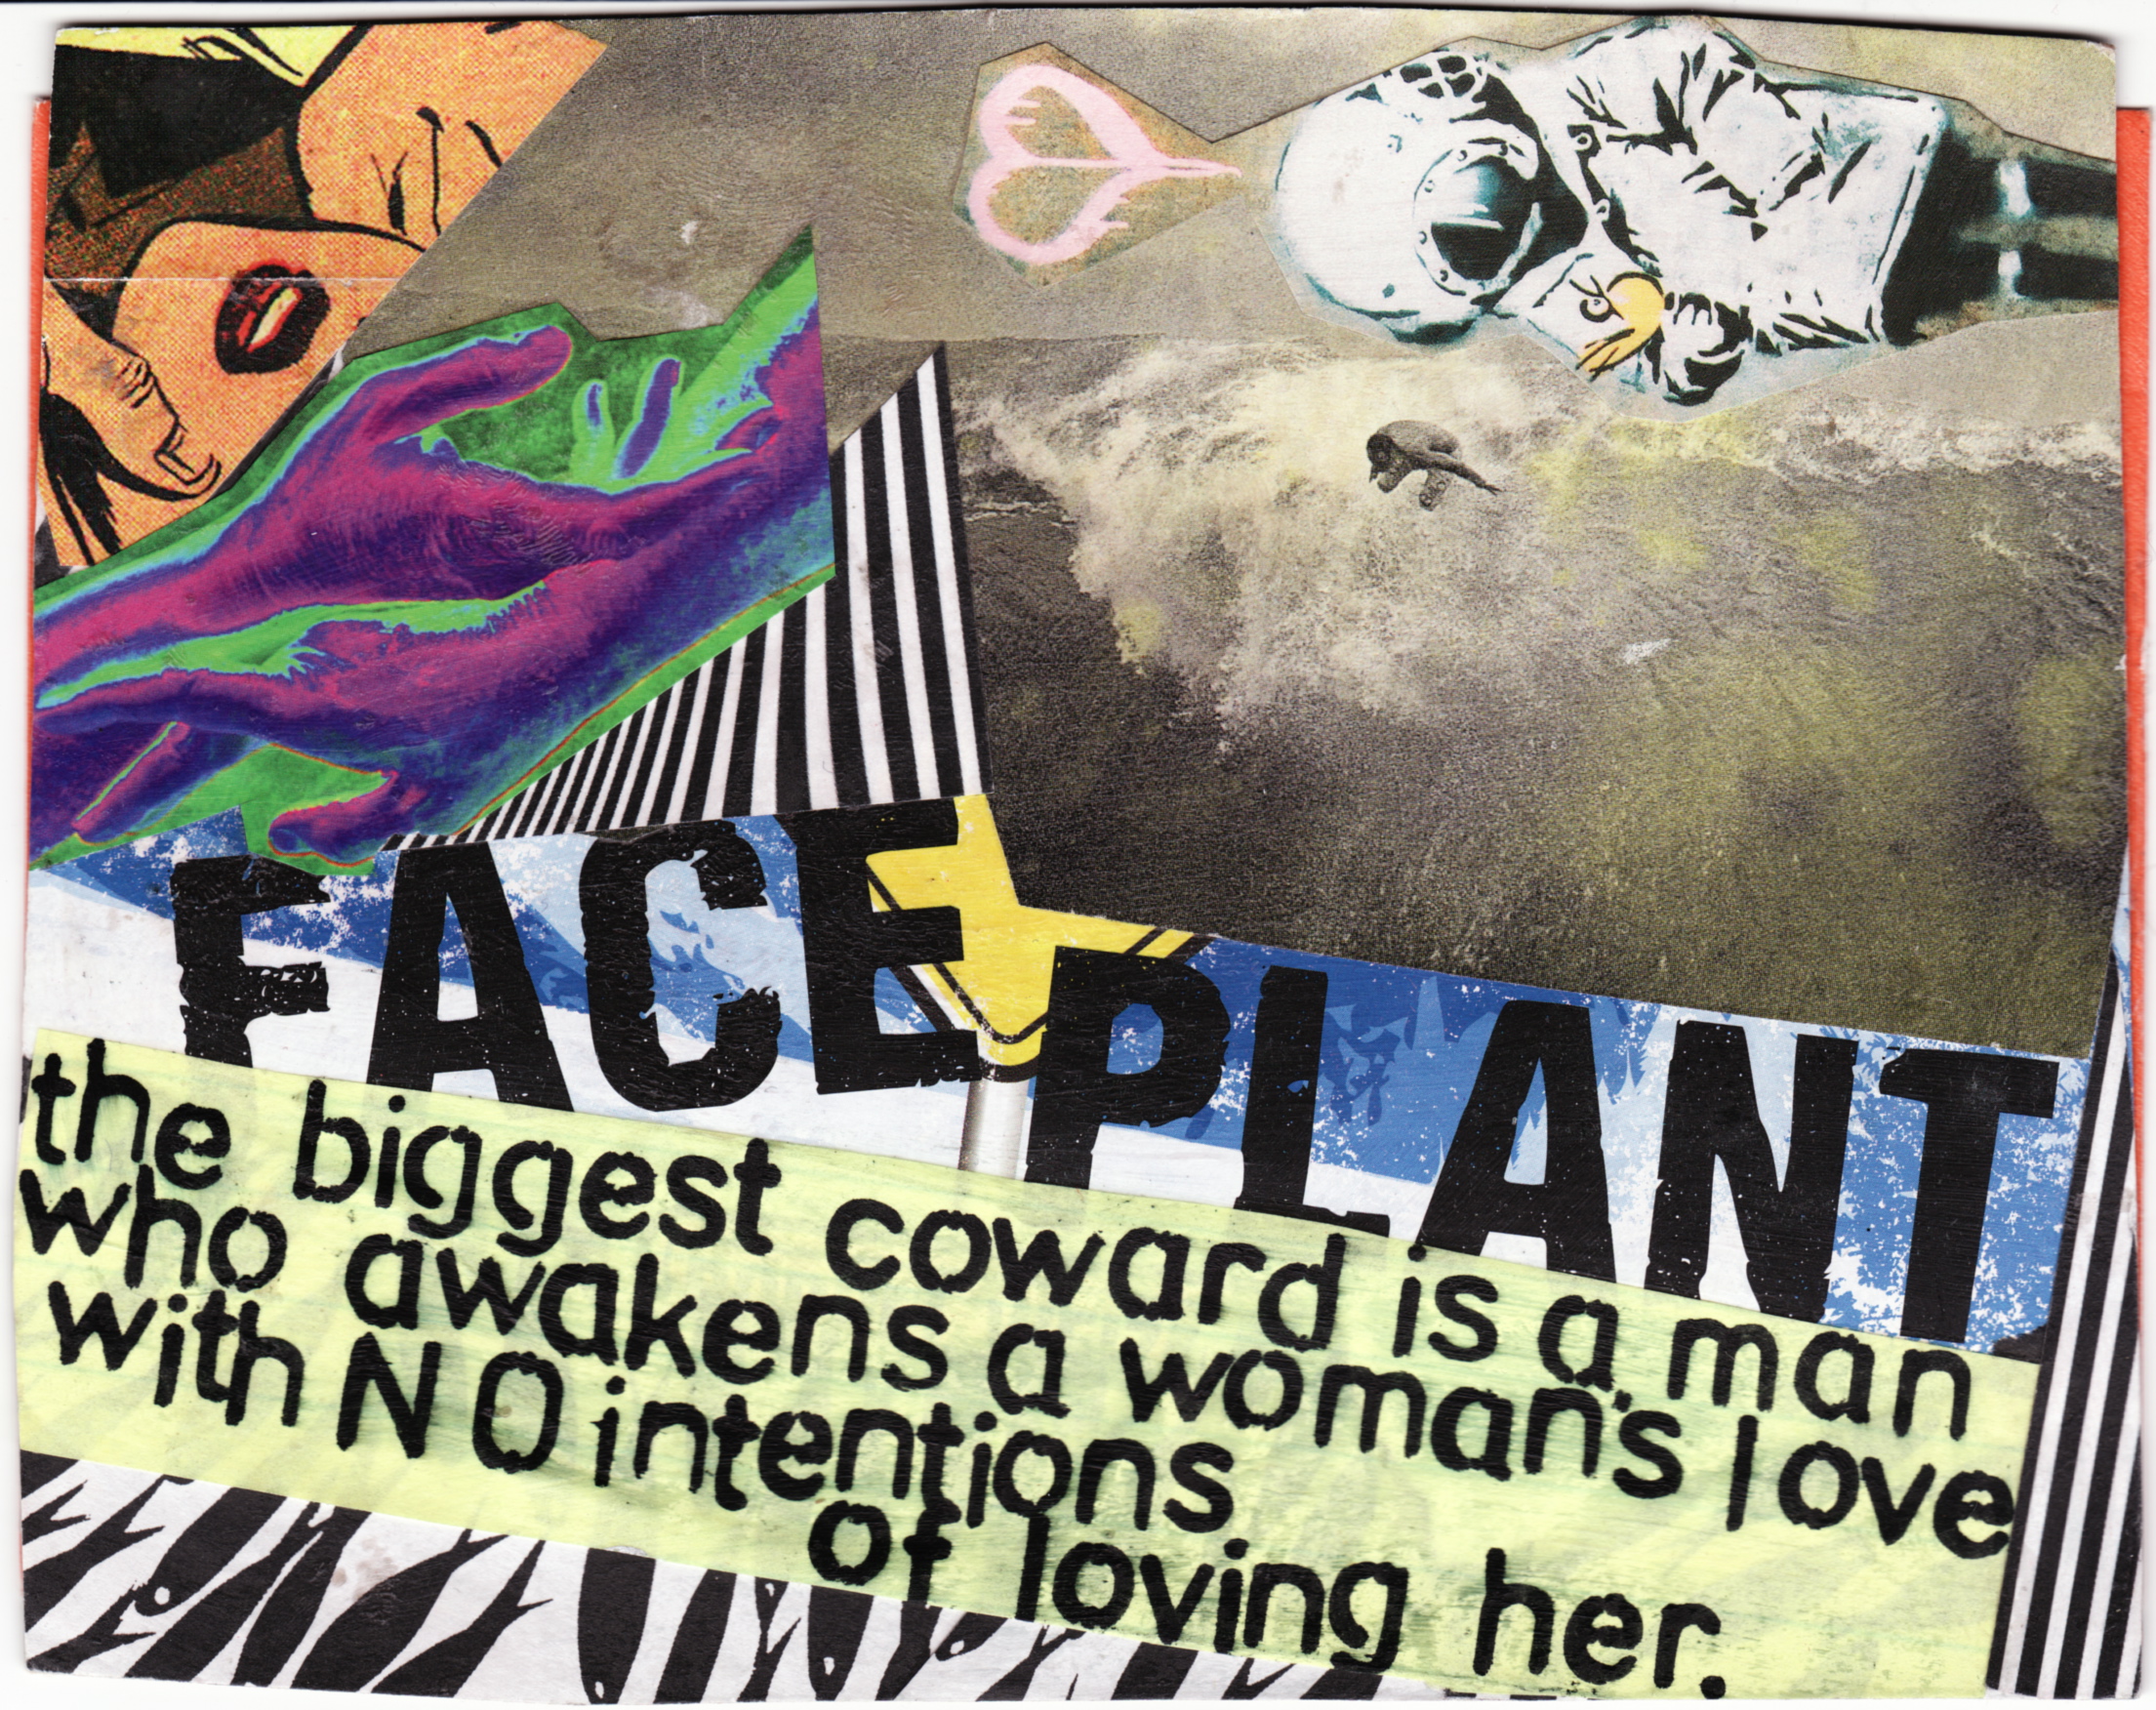 FACE PLANT
the biggest coward is a man
who awakens a woman's love
with NO intentions
of loving her.